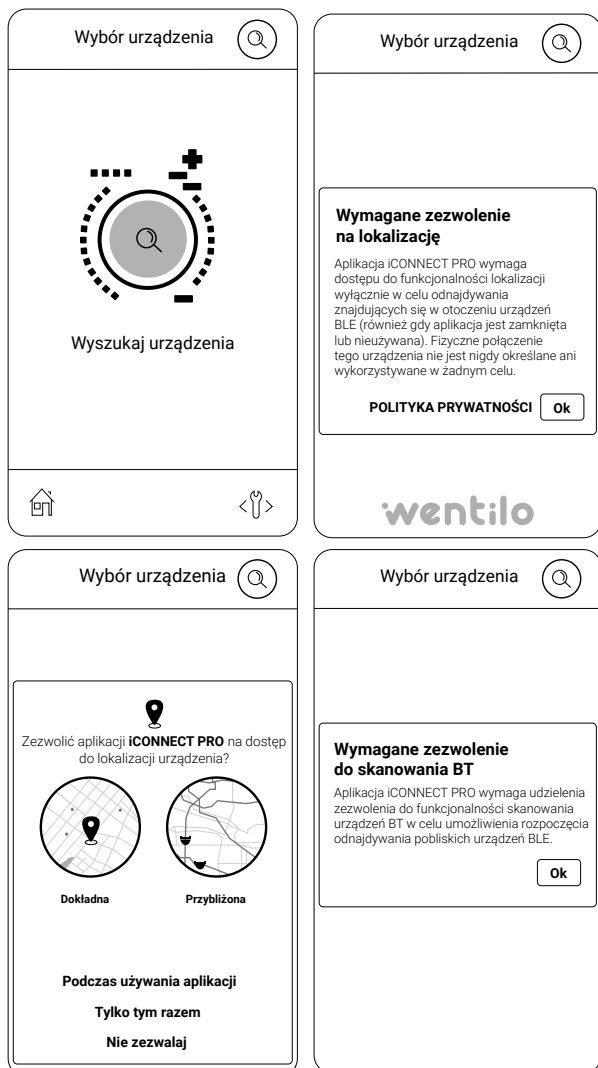 Wybór urządzenia
Wyszukaj urządzenia
Wybór urządzenia
Wymagane zezwolenie
na lokalizację
Aplikacja iCONNECT PRO wymaga
dostępu do funkcjonalności lokalizacji
wyłącznie w celu odnajdywania
znajdujących się w otoczeniu urządzeń
BLE (również gdy aplikacja jest zamknięta
lub nieużywana). Fizyczne połączenie
tego urządzenia nie jest nigdy określane ani
wykorzystywane w żadnym celu.
POLITYKA PRYWATNOŚCI Ok
wentilo
Wybór urządzenia
Zezwolić aplikacji iCONNECT PRO na dostęp
do lokalizacji urządzenia?
Dokładna Przybliżona
Podczas używania aplikacji
Tylko tym razem
Nie zezwalaj
Wybór urządzenia
Wymagane zezwolenie
do skanowania BT
Aplikacja iCONNECT PRO wymaga udzielenia
zezwolenia do funkcjonalności skanowania
urządzeń BT w celu umożliwienia rozpoczęcia
odnajdywania pobliskich urządzeń BLE.
Ok